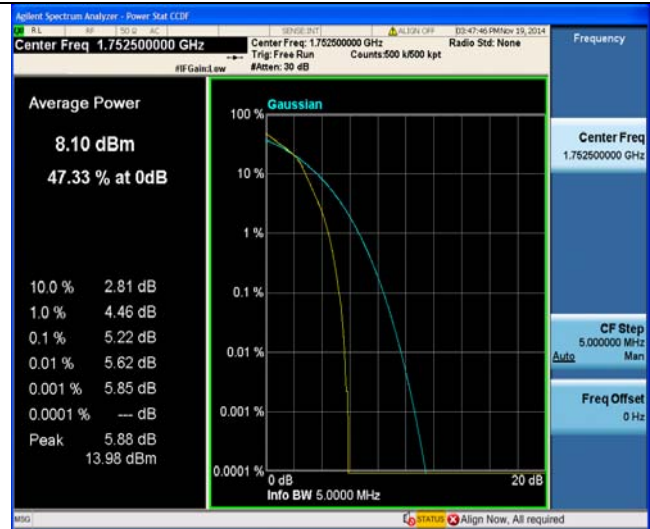 Agilent Spectrum Analyzer - Power Stat CCDF
RL RF 50 Ω AC SENSE:INT ALIGN OFF 03:47:46 PM Nov 19, 2014
Center Freq 1.752500000 GHz
Center Freq: 1.752500000 GHz Radio Std: None
Trig: Free Run Counts:500 k/500 kpt
#IFGain:Low #Atten: 30 dB
Frequency
Average Power
8.10 dBm
47.33 % at 0dB
10.0 % 2.81 dB
1.0 % 4.46 dB
0.1 % 5.22 dB
0.01 % 5.62 dB
0.001 % 5.85 dB
0.0001 % --- dB
Peak 5.88 dB
13.98 dBm
Gaussian
100 %
10 %
1 %
0.1 %
0.01 %
0.001 %
0.0001 %
0 dB 20 dB
Info BW 5.0000 MHz
Center Freq
1.752500000 GHz
CF Step
5.000000 MHz
Auto Man
Freq Offset
0 Hz
MSG STATUS Align Now, All required